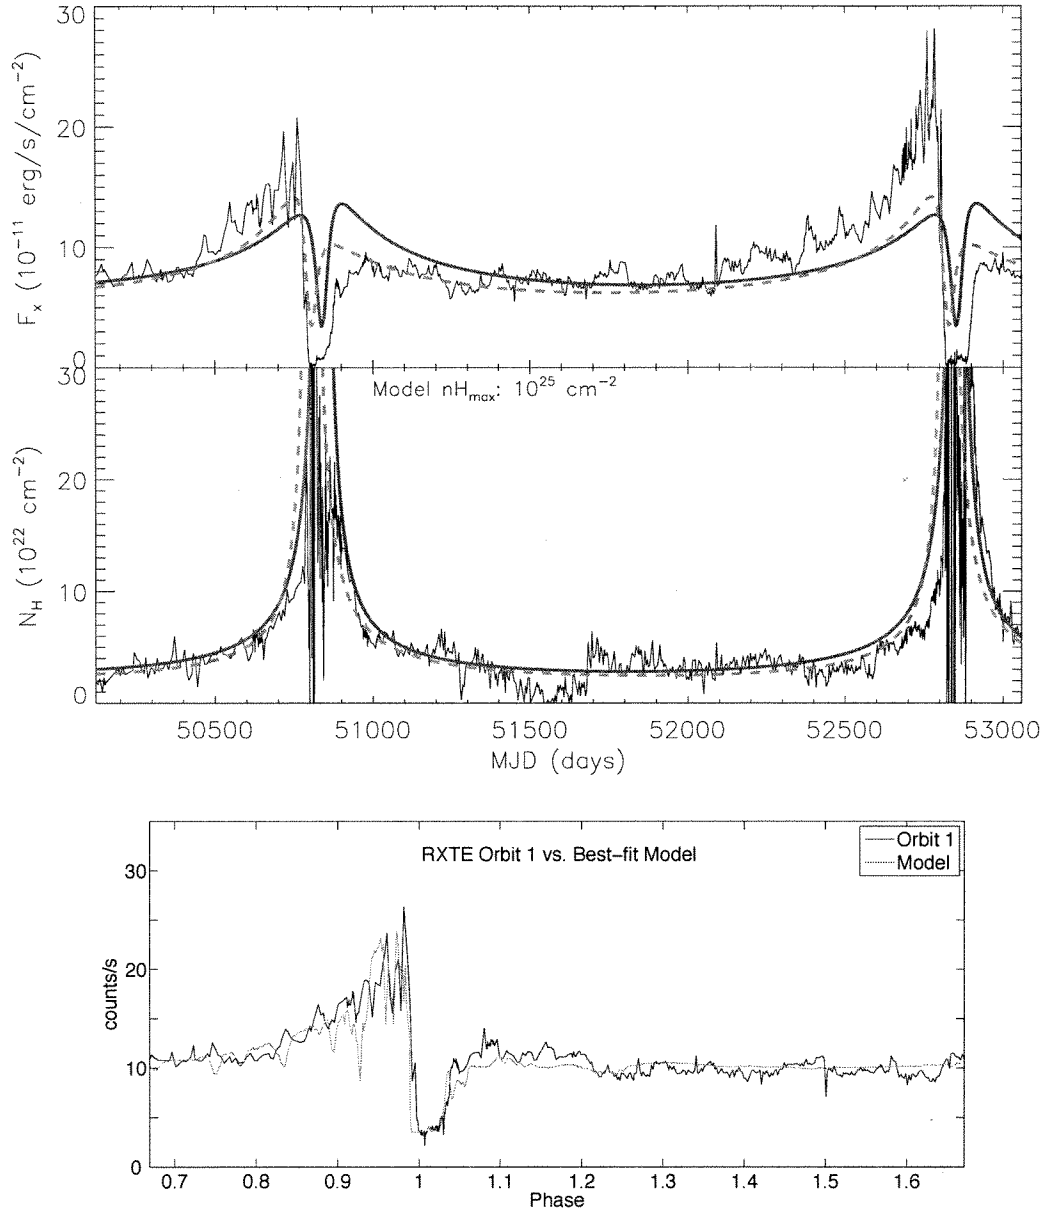 30
20
10
0
F_x (10^-11 erg/s/cm^-2)
Model nH_max: 10^25 cm^-2
30
20
10
0
N_H (10^22 cm^-2)
50500 51000 51500 52000 52500 53000
MJD (days)
RXTE Orbit 1 vs. Best-fit Model
Orbit 1
Model
30
20
10
0
counts/s
0.7 0.8 0.9 1 1.1 1.2 1.3 1.4 1.5 1.6
Phase